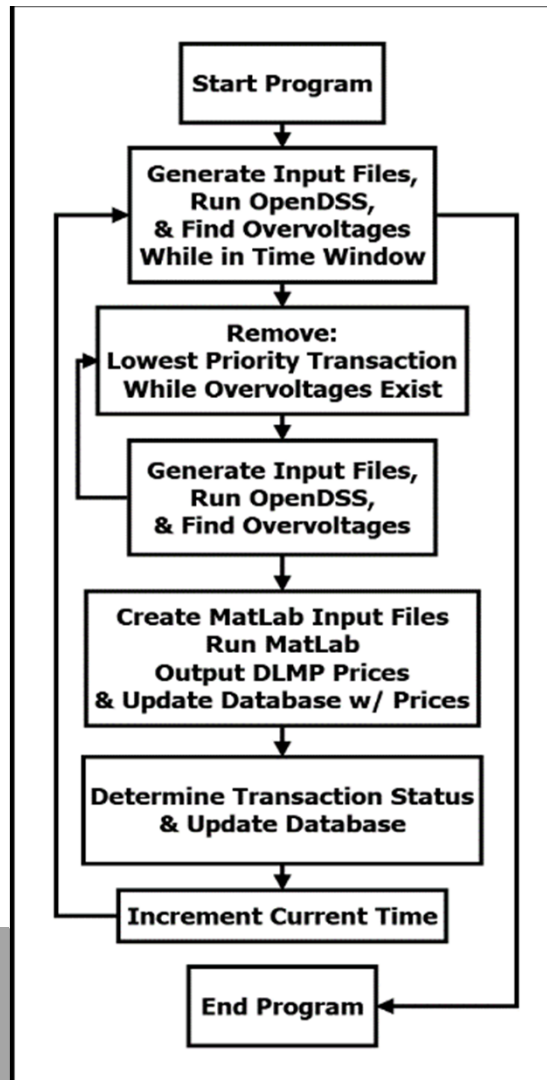 Start Program
Generate Input Files,
Run OpenDSS,
& Find Overvoltages
While in Time Window
Remove:
Lowest Priority Transaction
While Overvoltages Exist
Generate Input Files,
Run OpenDSS,
& Find Overvoltages
Create MatLab Input Files
Run MatLab
Output DLMP Prices
& Update Database w/ Prices
Determine Transaction Status
& Update Database
Increment Current Time
End Program